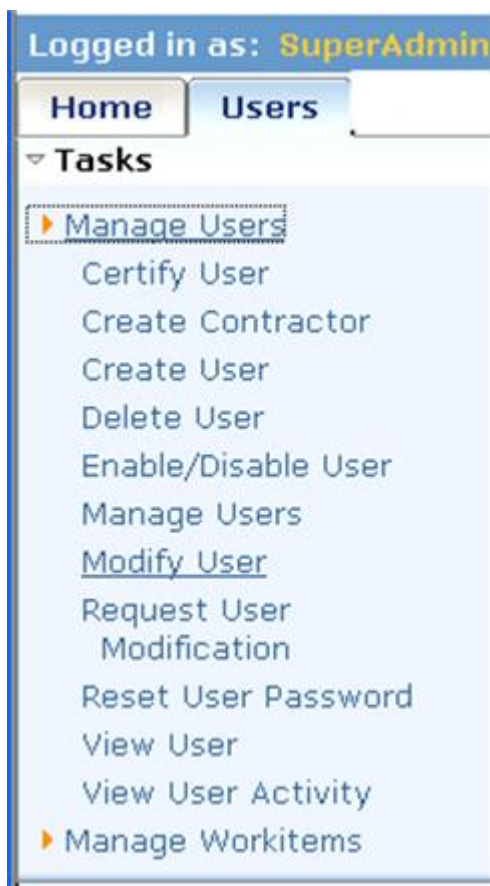 Logged in as: SuperAdmin
Home Users
Tasks
Manage Users
Certify User
Create Contractor
Create User
Delete User
Enable/Disable User
Manage Users
Modify User
Request User
Modification
Reset User Password
View User
View User Activity
Manage Workitems